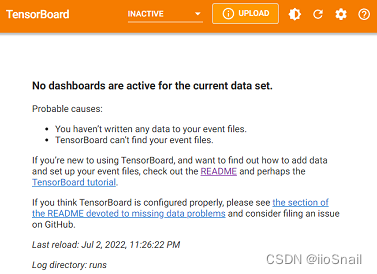 TensorBoard INACTIVE UPLOAD
No dashboards are active for the current data set.
Probable causes:
• You haven't written any data to your event files.
• TensorBoard can't find your event files.
If you're new to using TensorBoard, and want to find out how to add data
and set up your event files, check out the README and perhaps the
TensorBoard tutorial.
If you think TensorBoard is configured properly, please see the section
of the README devoted to missing data problems and consider filing an
issue on GitHub.
Last reload: Jul 2, 2022, 11:26:22 PM
Log directory: runs
CSDN @iioSnail